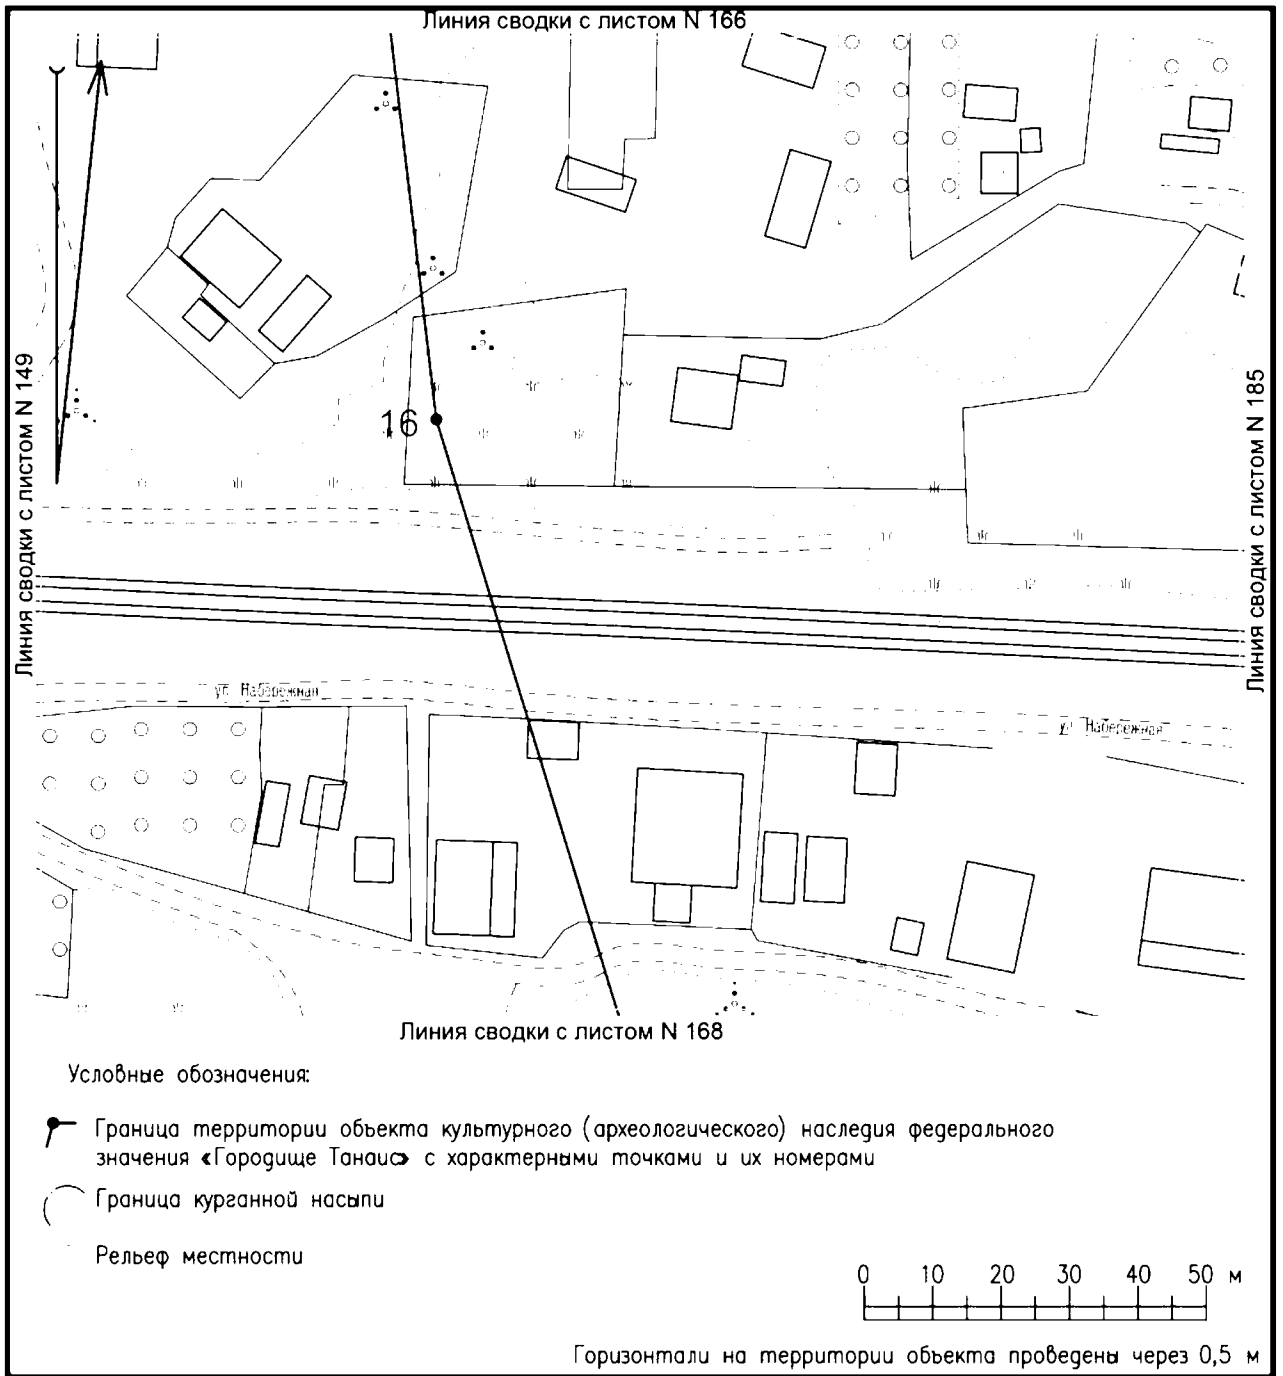 Линия сводки с листом N 166
Линия сводки с листом N 149
Линия сводки с листом N 185
16
ул Набережная
ул Набережная
Линия сводки с листом N 168
Условные обозначения:
Граница территории объекта культурного (археологического) наследия федерального
значения «Городище Танаис» с характерными точками и их номерами
Граница курганной насыпи
Рельеф местности
0 10 20 30 40 50 м
Горизонтали на территории объекта проведены через 0,5 м